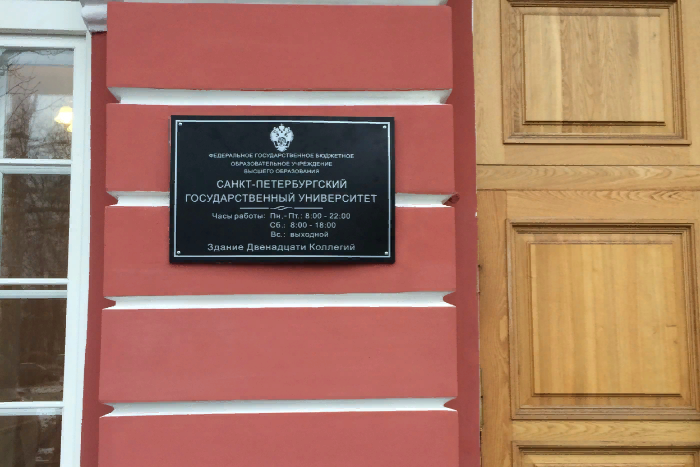 ФЕДЕРАЛЬНОЕ ГОСУДАРСТВЕННОЕ БЮДЖЕТНОЕ
ОБРАЗОВАТЕЛЬНОЕ УЧРЕЖДЕНИЕ
ВЫСШЕГО ОБРАЗОВАНИЯ
САНКТ-ПЕТЕРБУРГСКИЙ
ГОСУДАРСТВЕННЫЙ УНИВЕРСИТЕТ
Часы работы: Пн.-Пт.: 8:00 - 22:00
Сб.: 8:00 - 18:00
Вс.: выходной
Здание Двенадцати Коллегий